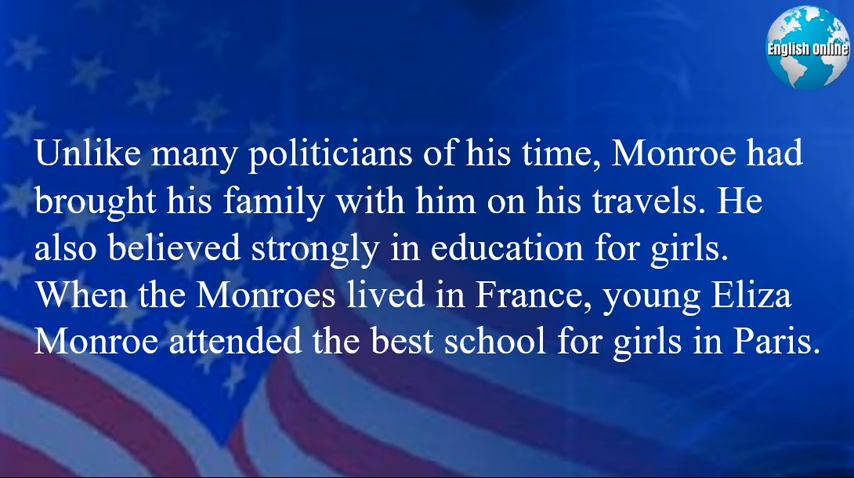 English Online
Unlike many politicians of his time, Monroe had
brought his family with him on his travels. He
also believed strongly in education for girls.
When the Monroes lived in France, young Eliza
Monroe attended the best school for girls in Paris.